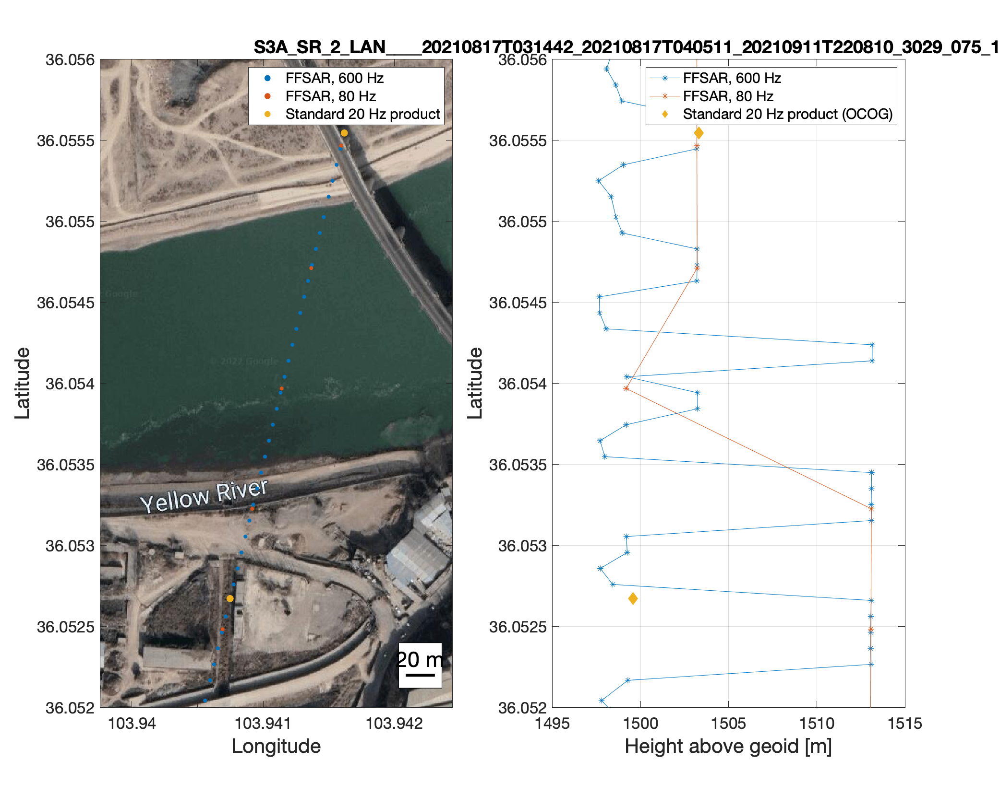 S3A_SR_2_LAN____20210817T031442_20210817T040511_20210911T220810_3029_075_1
36.056
36.0555
36.055
36.0545
36.054
36.0535
36.053
36.0525
36.052
Latitude
103.94
103.941
103.942
Longitude
FFSAR, 600 Hz
FFSAR, 80 Hz
Standard 20 Hz product
Google
© 2022 Google
Yellow River
20 m
36.056
36.0555
36.055
36.0545
36.054
36.0535
36.053
36.0525
36.052
Latitude
1495
1500
1505
1510
1515
Height above geoid [m]
FFSAR, 600 Hz
FFSAR, 80 Hz
Standard 20 Hz product (OCOG)